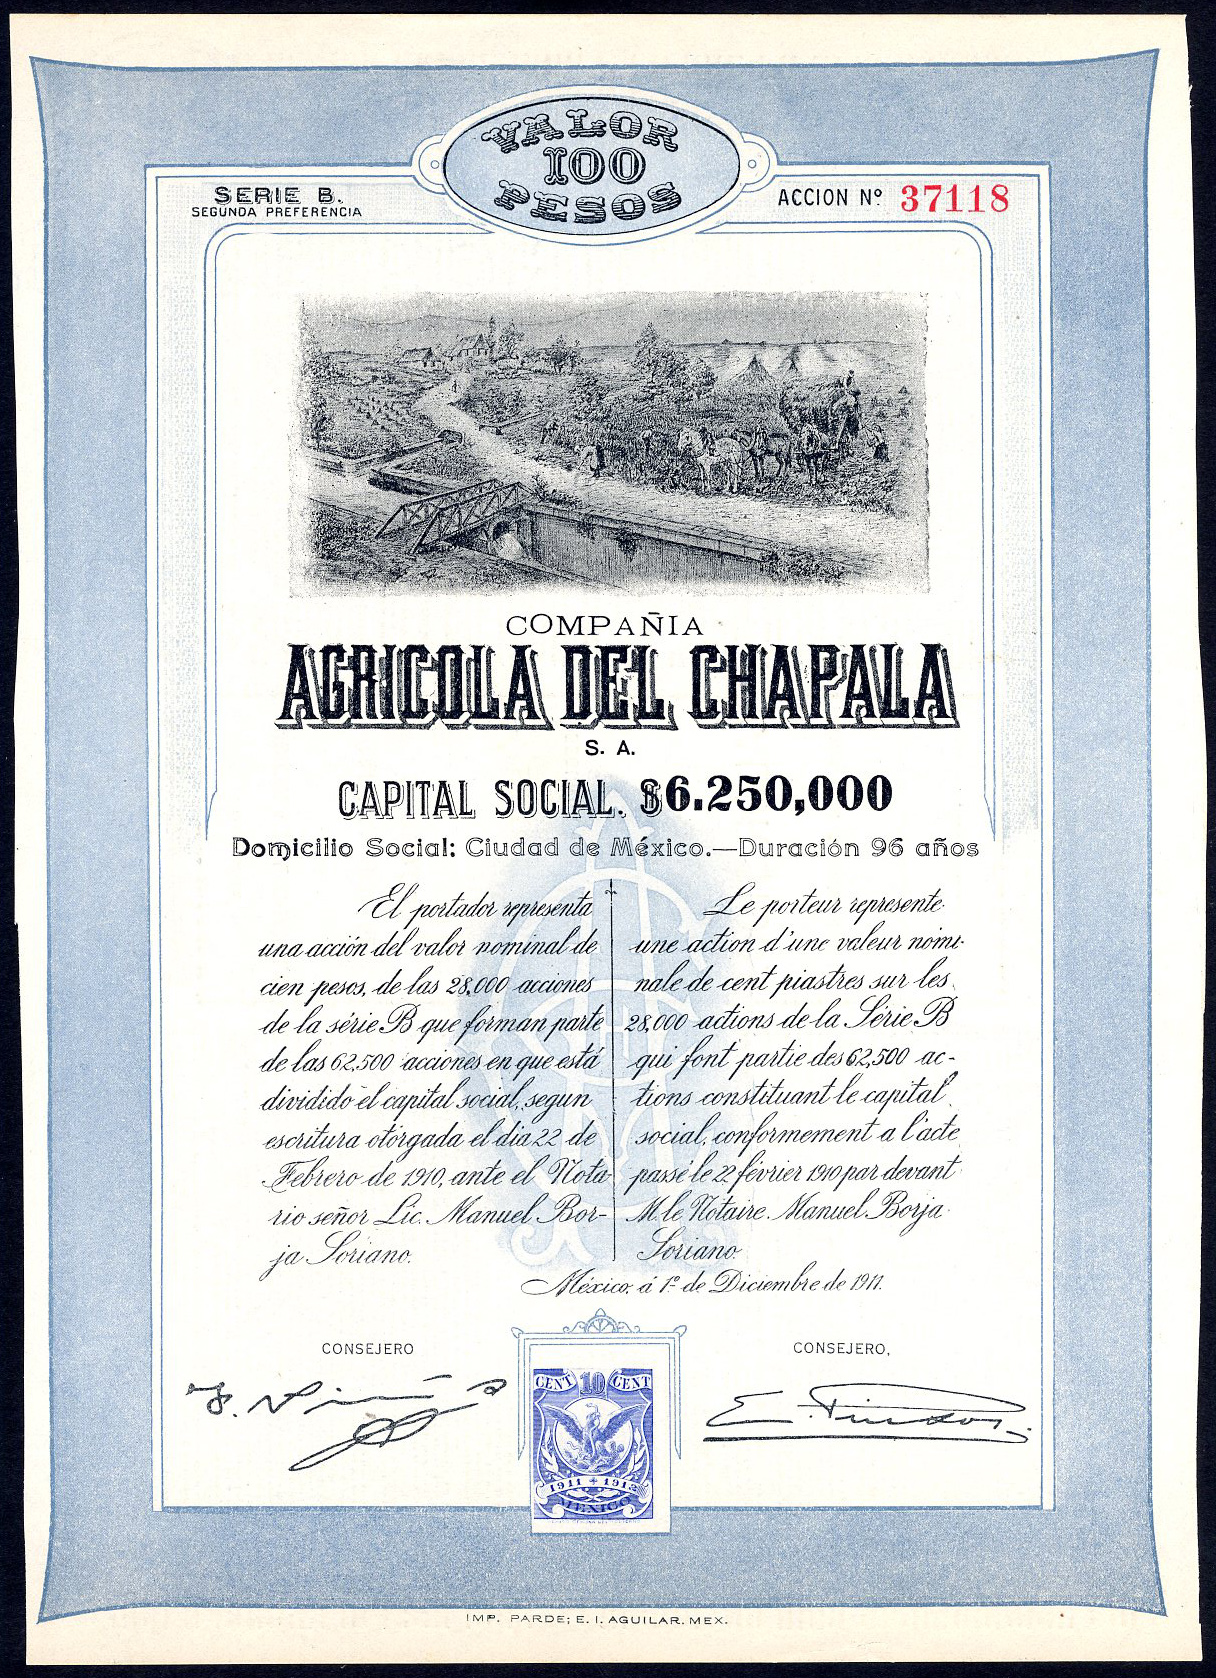 VALOR
100
PESOS
SERIE B.
SEGUNDA PREFERENCIA
ACCION Nº 37118
COMPAÑIA
AGRICOLA DEL CHAPALA
S. A.
CAPITAL SOCIAL. $6.250,000
Domicilio Social: Ciudad de México.—Duración 96 años
El portador representa
una acción del valor nominal de
cien pesos, de las 28,000 acciones
de la série B que forman parte
de las 62,500 acciones en que está
dividido el capital social, segun
escritura otorgada el dia 22 de
Febrero de 1910, ante el Nota-
rio señor Lic. Manuel Bor-
ja Soriano.
Le porteur represente
une action d'une valeur nomi-
nale de cent piastres sur les
28,000 actions de la Série B
qui font partie des 62,500 ac-
tions constituant le capital
social, conformement a l'acte
passé le 22 février 1910 par devant
M. le Notaire Manuel Borja
Soriano.
México, á 1º de Diciembre de 1911.
CONSEJERO
CONSEJERO,
CENT 10 CENT
1911 1912
MEXICO
IMP. PARDE; E. I. AGUILAR. MEX.